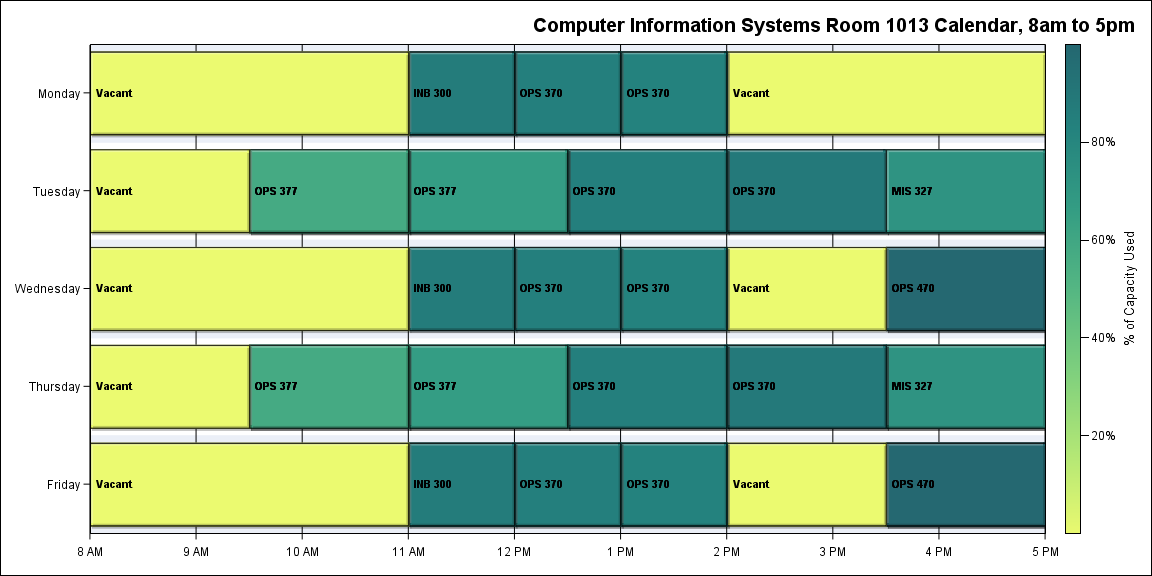 Computer Information Systems Room 1013 Calendar, 8am to 5pm
Monday
Vacant
INB 300
OPS 370
OPS 370
Vacant
Tuesday
Vacant
OPS 377
OPS 377
OPS 370
OPS 370
MIS 327
Wednesday
Vacant
INB 300
OPS 370
OPS 370
Vacant
OPS 470
Thursday
Vacant
OPS 377
OPS 377
OPS 370
OPS 370
MIS 327
Friday
Vacant
INB 300
OPS 370
OPS 370
Vacant
OPS 470
8 AM
9 AM
10 AM
11 AM
12 PM
1 PM
2 PM
3 PM
4 PM
5 PM
80%
60%
40%
20%
% of Capacity Used